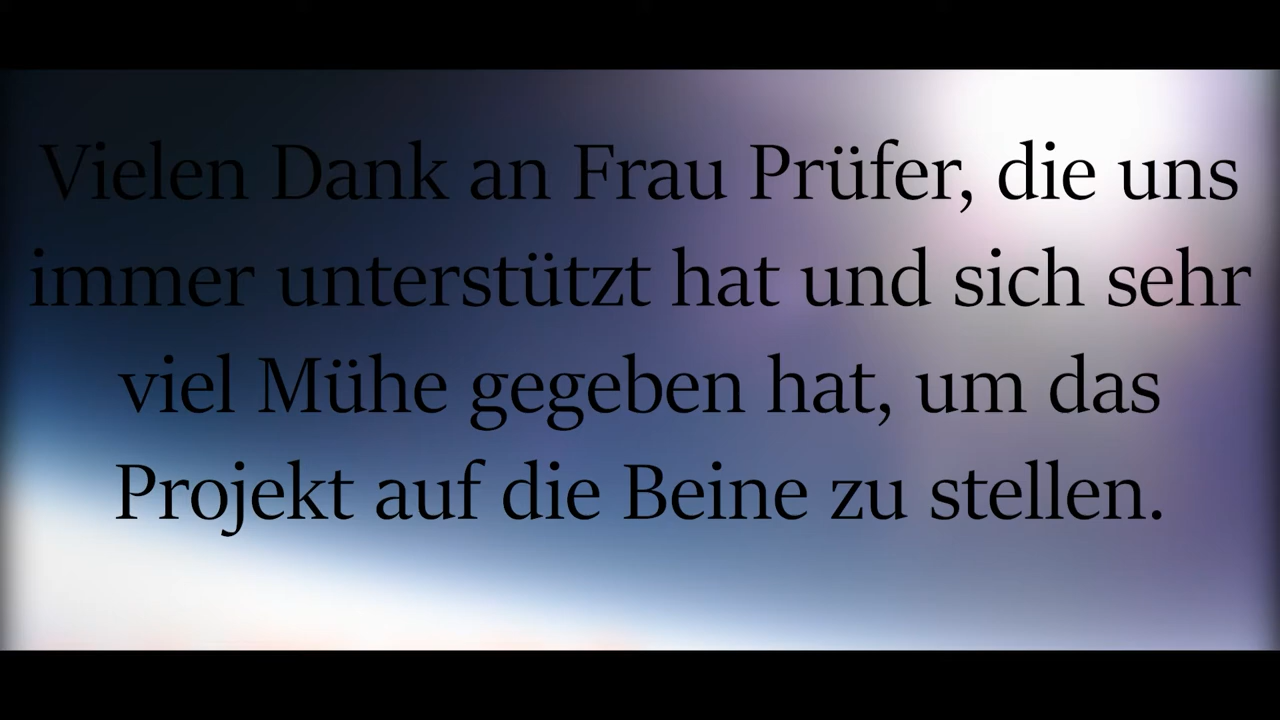 Vielen Dank an Frau Prüfer, die uns
immer unterstützt hat und sich sehr
viel Mühe gegeben hat, um das
Projekt auf die Beine zu stellen.